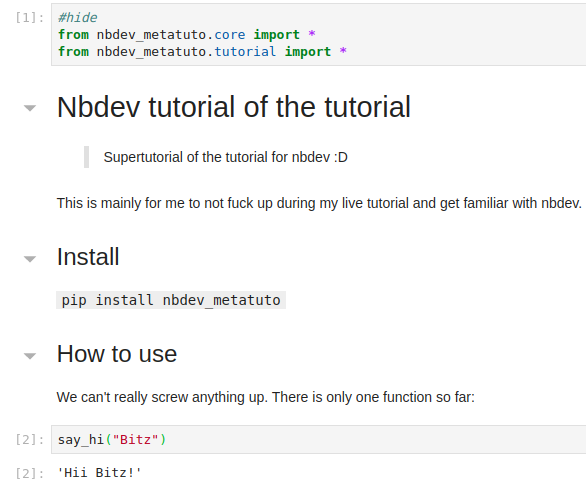 [1]: #hide
from nbdev_metatuto.core import *
from nbdev_metatuto.tutorial import *
Nbdev tutorial of the tutorial
Supertutorial of the tutorial for nbdev :D
This is mainly for me to not fuck up during my live tutorial and get familiar with nbdev.
Install
pip install nbdev_metatuto
How to use
We can't really screw anything up. There is only one function so far:
[2]: say_hi("Bitz")
[2]: 'Hii Bitz!'